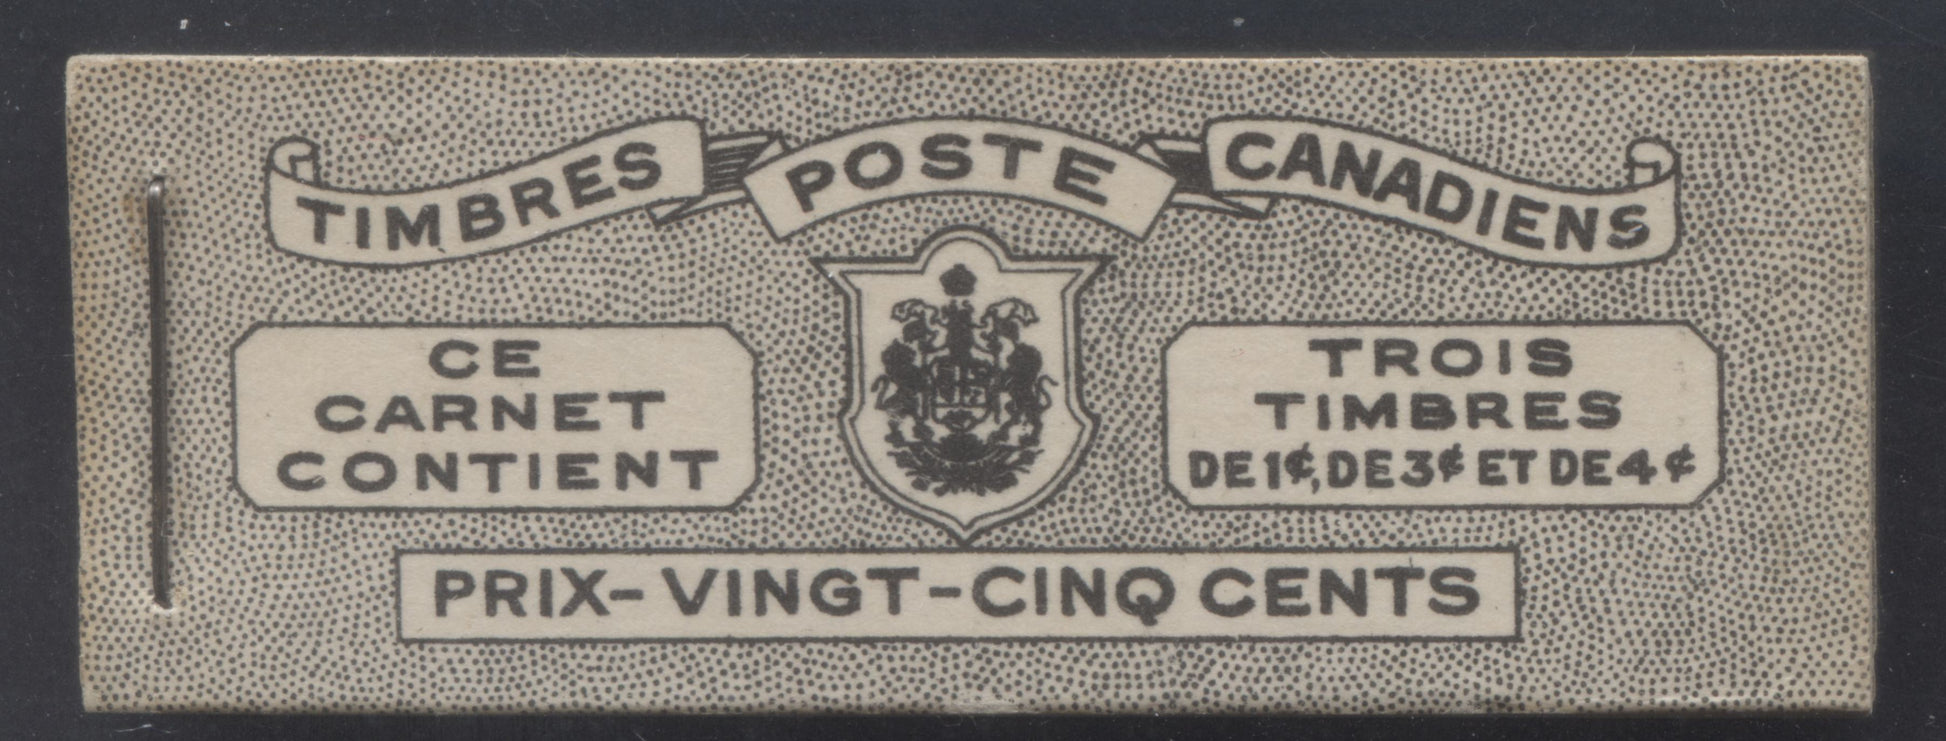 TIMBRES POSTE CANADIENS
CE
CARNET
CONTIENT
TROIS
TIMBRES
DE 1¢, DE 3¢ ET DE 4¢
PRIX-VINGT-CINQ CENTS